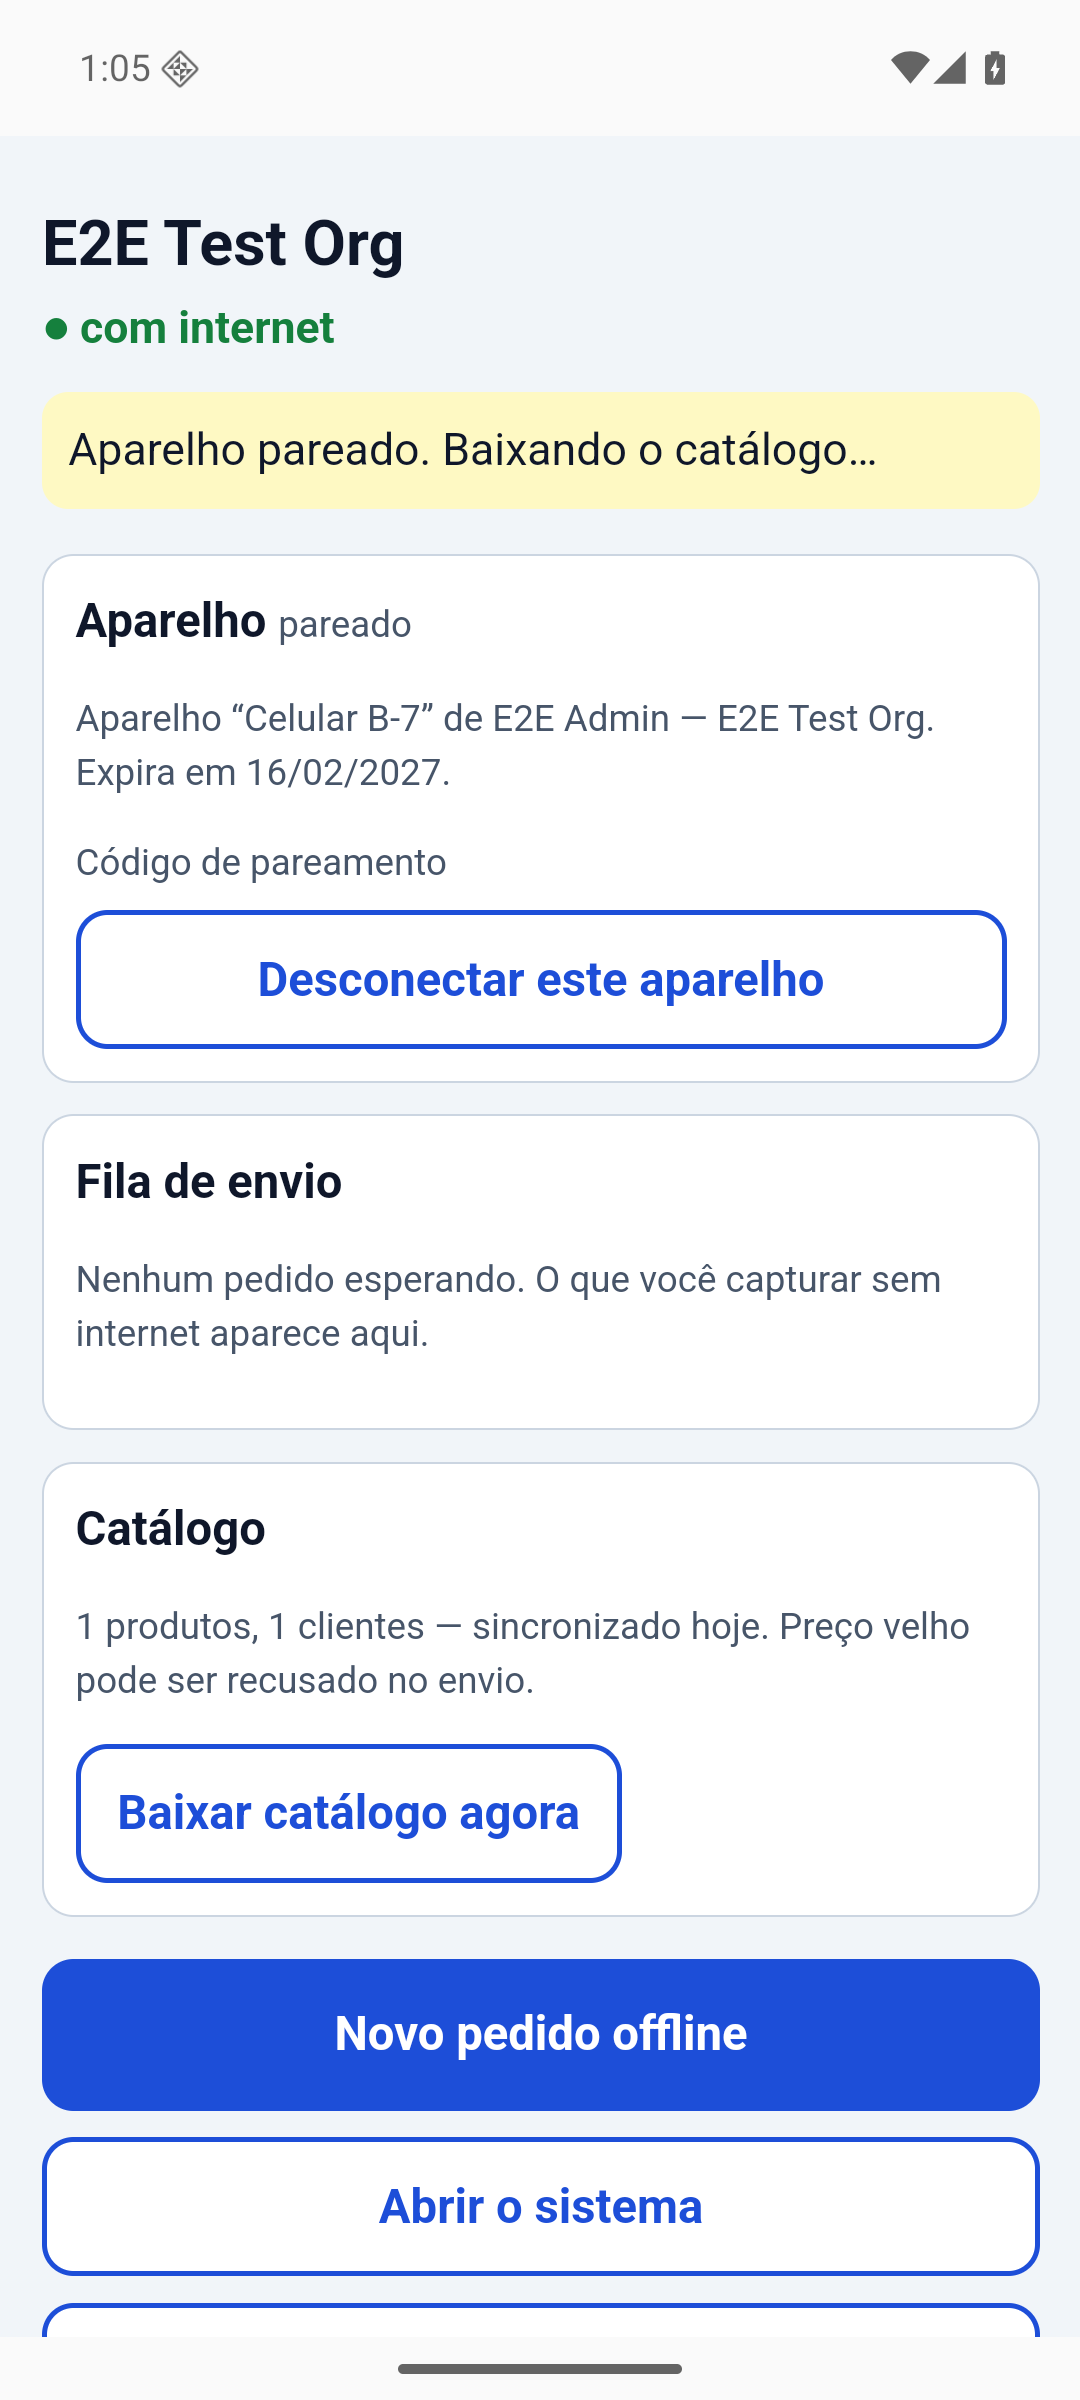 1:05
E2E Test Org
● com internet
Aparelho pareado. Baixando o catálogo…
Aparelho pareado
Aparelho “Celular B-7” de E2E Admin — E2E Test Org.
Expira em 16/02/2027.
Código de pareamento
Desconectar este aparelho
Fila de envio
Nenhum pedido esperando. O que você capturar sem
internet aparece aqui.
Catálogo
1 produtos, 1 clientes — sincronizado hoje. Preço velho
pode ser recusado no envio.
Baixar catálogo agora
Novo pedido offline
Abrir o sistema